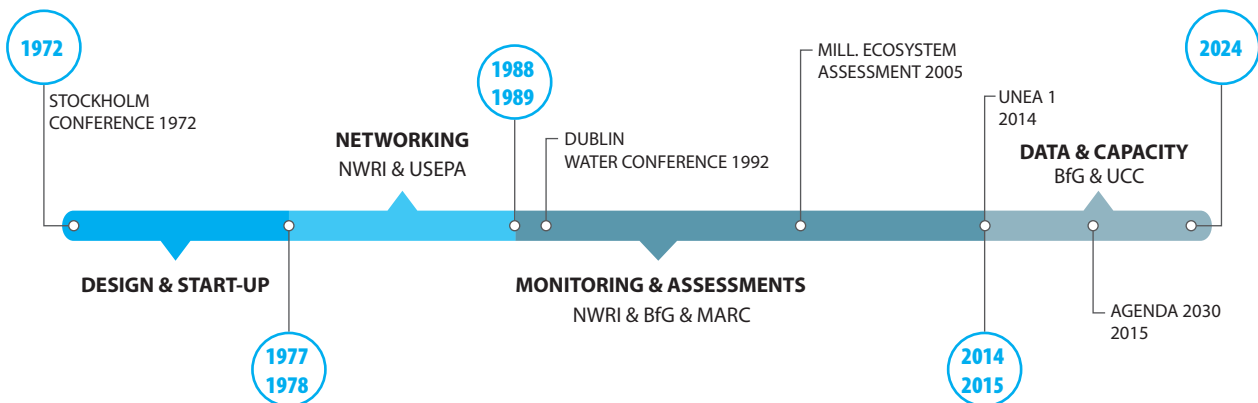 1972
STOCKHOLM
CONFERENCE 1972
DESIGN & START-UP
1977
1978
NETWORKING
NWRI & USEPA
1988
1989
DUBLIN
WATER CONFERENCE 1992
MONITORING & ASSESSMENTS
NWRI & BfG & MARC
MILL. ECOSYSTEM
ASSESSMENT 2005
UNEA 1
2014
2014
2015
DATA & CAPACITY
BfG & UCC
AGENDA 2030
2015
2024